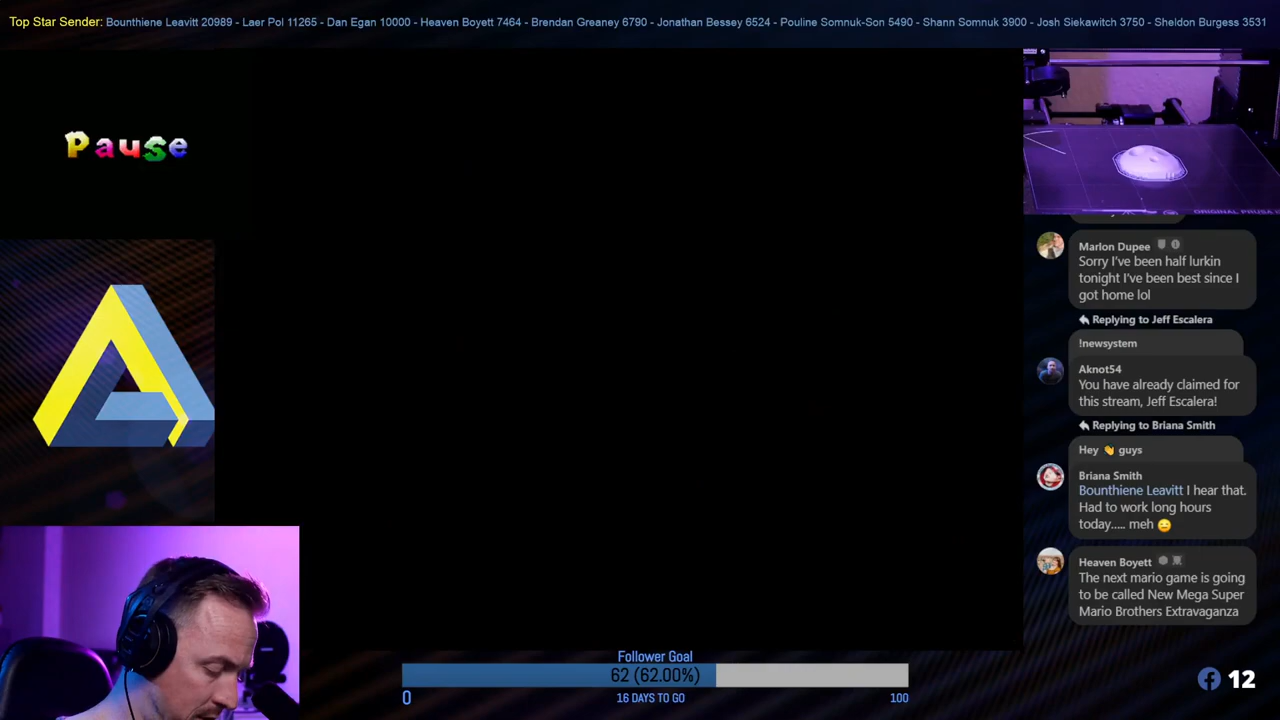 Top Star Sender: Bounthiene Leavitt 20989 - Laer Pol 11265 - Dan Egan 10000 - Heaven Boyett 7464 - Brendan Greaney 6790 - Jonathan Bessey 6524 - Pouline Somnuk-Son 5490 - Shann Somnuk 3900 - Josh Siekawitch 3750 - Sheldon Burgess 3531
Pause
ORIGINAL PRUSA
Marlon Dupee
Sorry I've been half lurkin
tonight I've been best since I
got home lol
Replying to Jeff Escalera
!newsystem
Aknot54
You have already claimed for
this stream, Jeff Escalera!
Replying to Briana Smith
Hey 👋 guys
Briana Smith
Bounthiene Leavitt I hear that.
Had to work long hours
today..... meh 😑
Heaven Boyett
The next mario game is going
to be called New Mega Super
Mario Brothers Extravaganza
Follower Goal
62 (62.00%)
0
16 DAYS TO GO
100
12